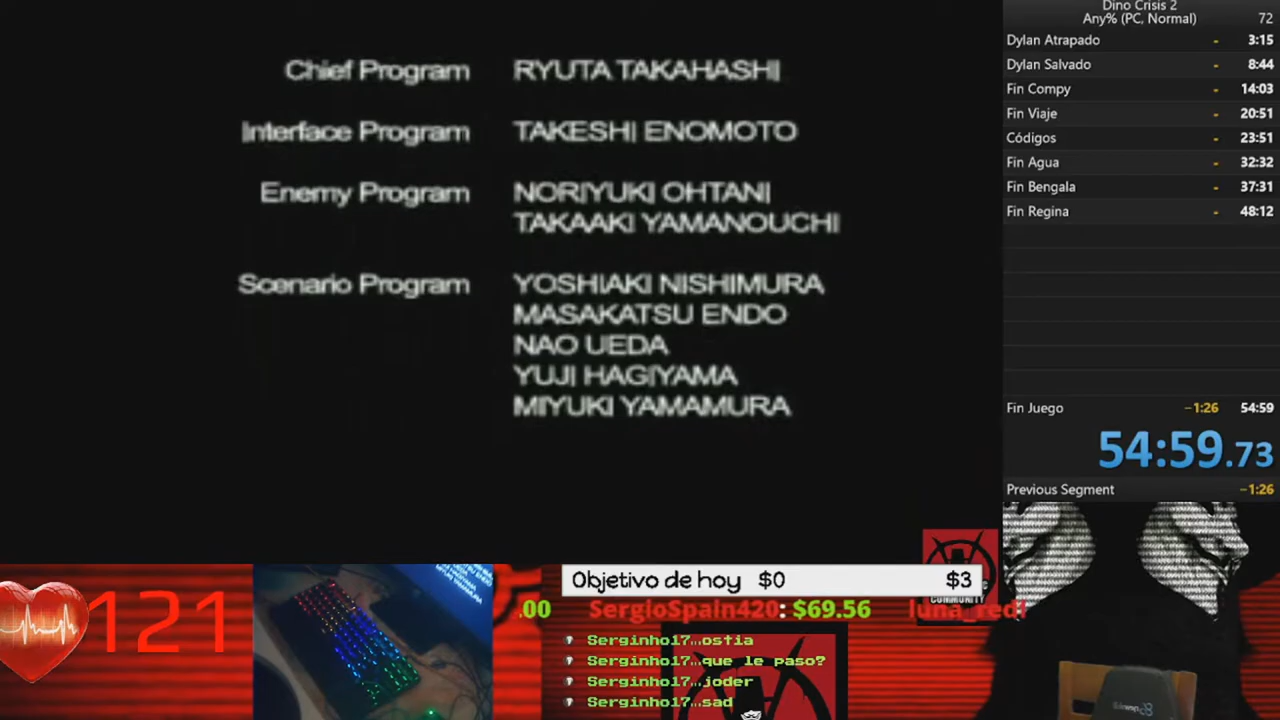 Chief Program RYUTA TAKAHASHI
Interface Program TAKESHI ENOMOTO
Enemy Program NORIYUKI OHTANI
TAKAAKI YAMANOUCHI
Scenario Program YOSHIAKI NISHIMURA
MASAKATSU ENDO
NAO UEDA
YUJI HAGIYAMA
MIYUKI YAMAMURA
Dino Crisis 2
Any% (PC, Normal) 72
Dylan Atrapado - 3:15
Dylan Salvado - 8:44
Fin Compy - 14:03
Fin Viaje - 20:51
Códigos - 23:51
Fin Agua - 32:32
Fin Bengala - 37:31
Fin Regina - 48:12
Fin Juego -1:26 54:59
54:59.73
Previous Segment -1:26
121
Objetivo de hoy $0 $3
COMMUNITY
.00 SergioSpain420: $69.56 luna_red1
Serginho17...ostia
Serginho17...que le paso?
Serginho17...joder
Serginho17...sad